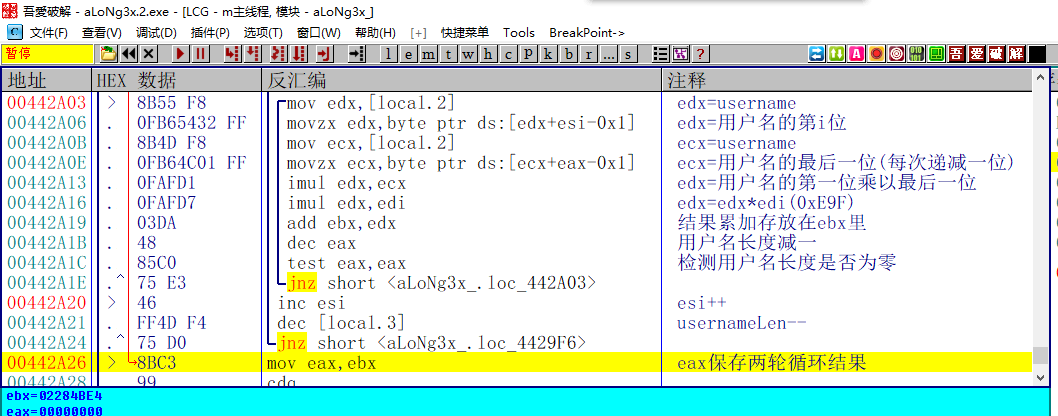 吾愛破解 - aLoNg3x.2.exe - [LCG - m主线程, 模块 - aLoNg3x_]
文件(F) 查看(V) 调试(D) 插件(P) 选项(T) 窗口(W) 帮助(H) [+] 快捷菜单 Tools BreakPoint->
暂停 l e m t w h c P k b r ... s ? 吾 爱 破 解
地址 HEX 数据 反汇编 注释
00442A03 > 8B55 F8 mov edx,[local.2] edx=username
00442A06 . 0FB65432 FF movzx edx,byte ptr ds:[edx+esi-0x1] edx=用户名的第i位
00442A0B . 8B4D F8 mov ecx,[local.2] ecx=username
00442A0E . 0FB64C01 FF movzx ecx,byte ptr ds:[ecx+eax-0x1] ecx=用户名的最后一位(每次递减一位)
00442A13 . 0FAFD1 imul edx,ecx edx=用户名的第一位乘以最后一位
00442A16 . 0FAFD7 imul edx,edi edx=edx*edi(0xE9F)
00442A19 . 03DA add ebx,edx 结果累加存放在ebx里
00442A1B . 48 dec eax 用户名长度减一
00442A1C . 85C0 test eax,eax 检测用户名长度是否为零
00442A1E .^ 75 E3 jnz short <aLoNg3x_.loc_442A03>
00442A20 > 46 inc esi esi++
00442A21 . FF4D F4 dec [local.3] usernameLen--
00442A24 .^ 75 D0 jnz short <aLoNg3x_.loc_4429F6>
00442A26 > 8BC3 mov eax,ebx eax保存两轮循环结果
00442A28 . 99 cdq
ebx=02284BE4
eax=00000000